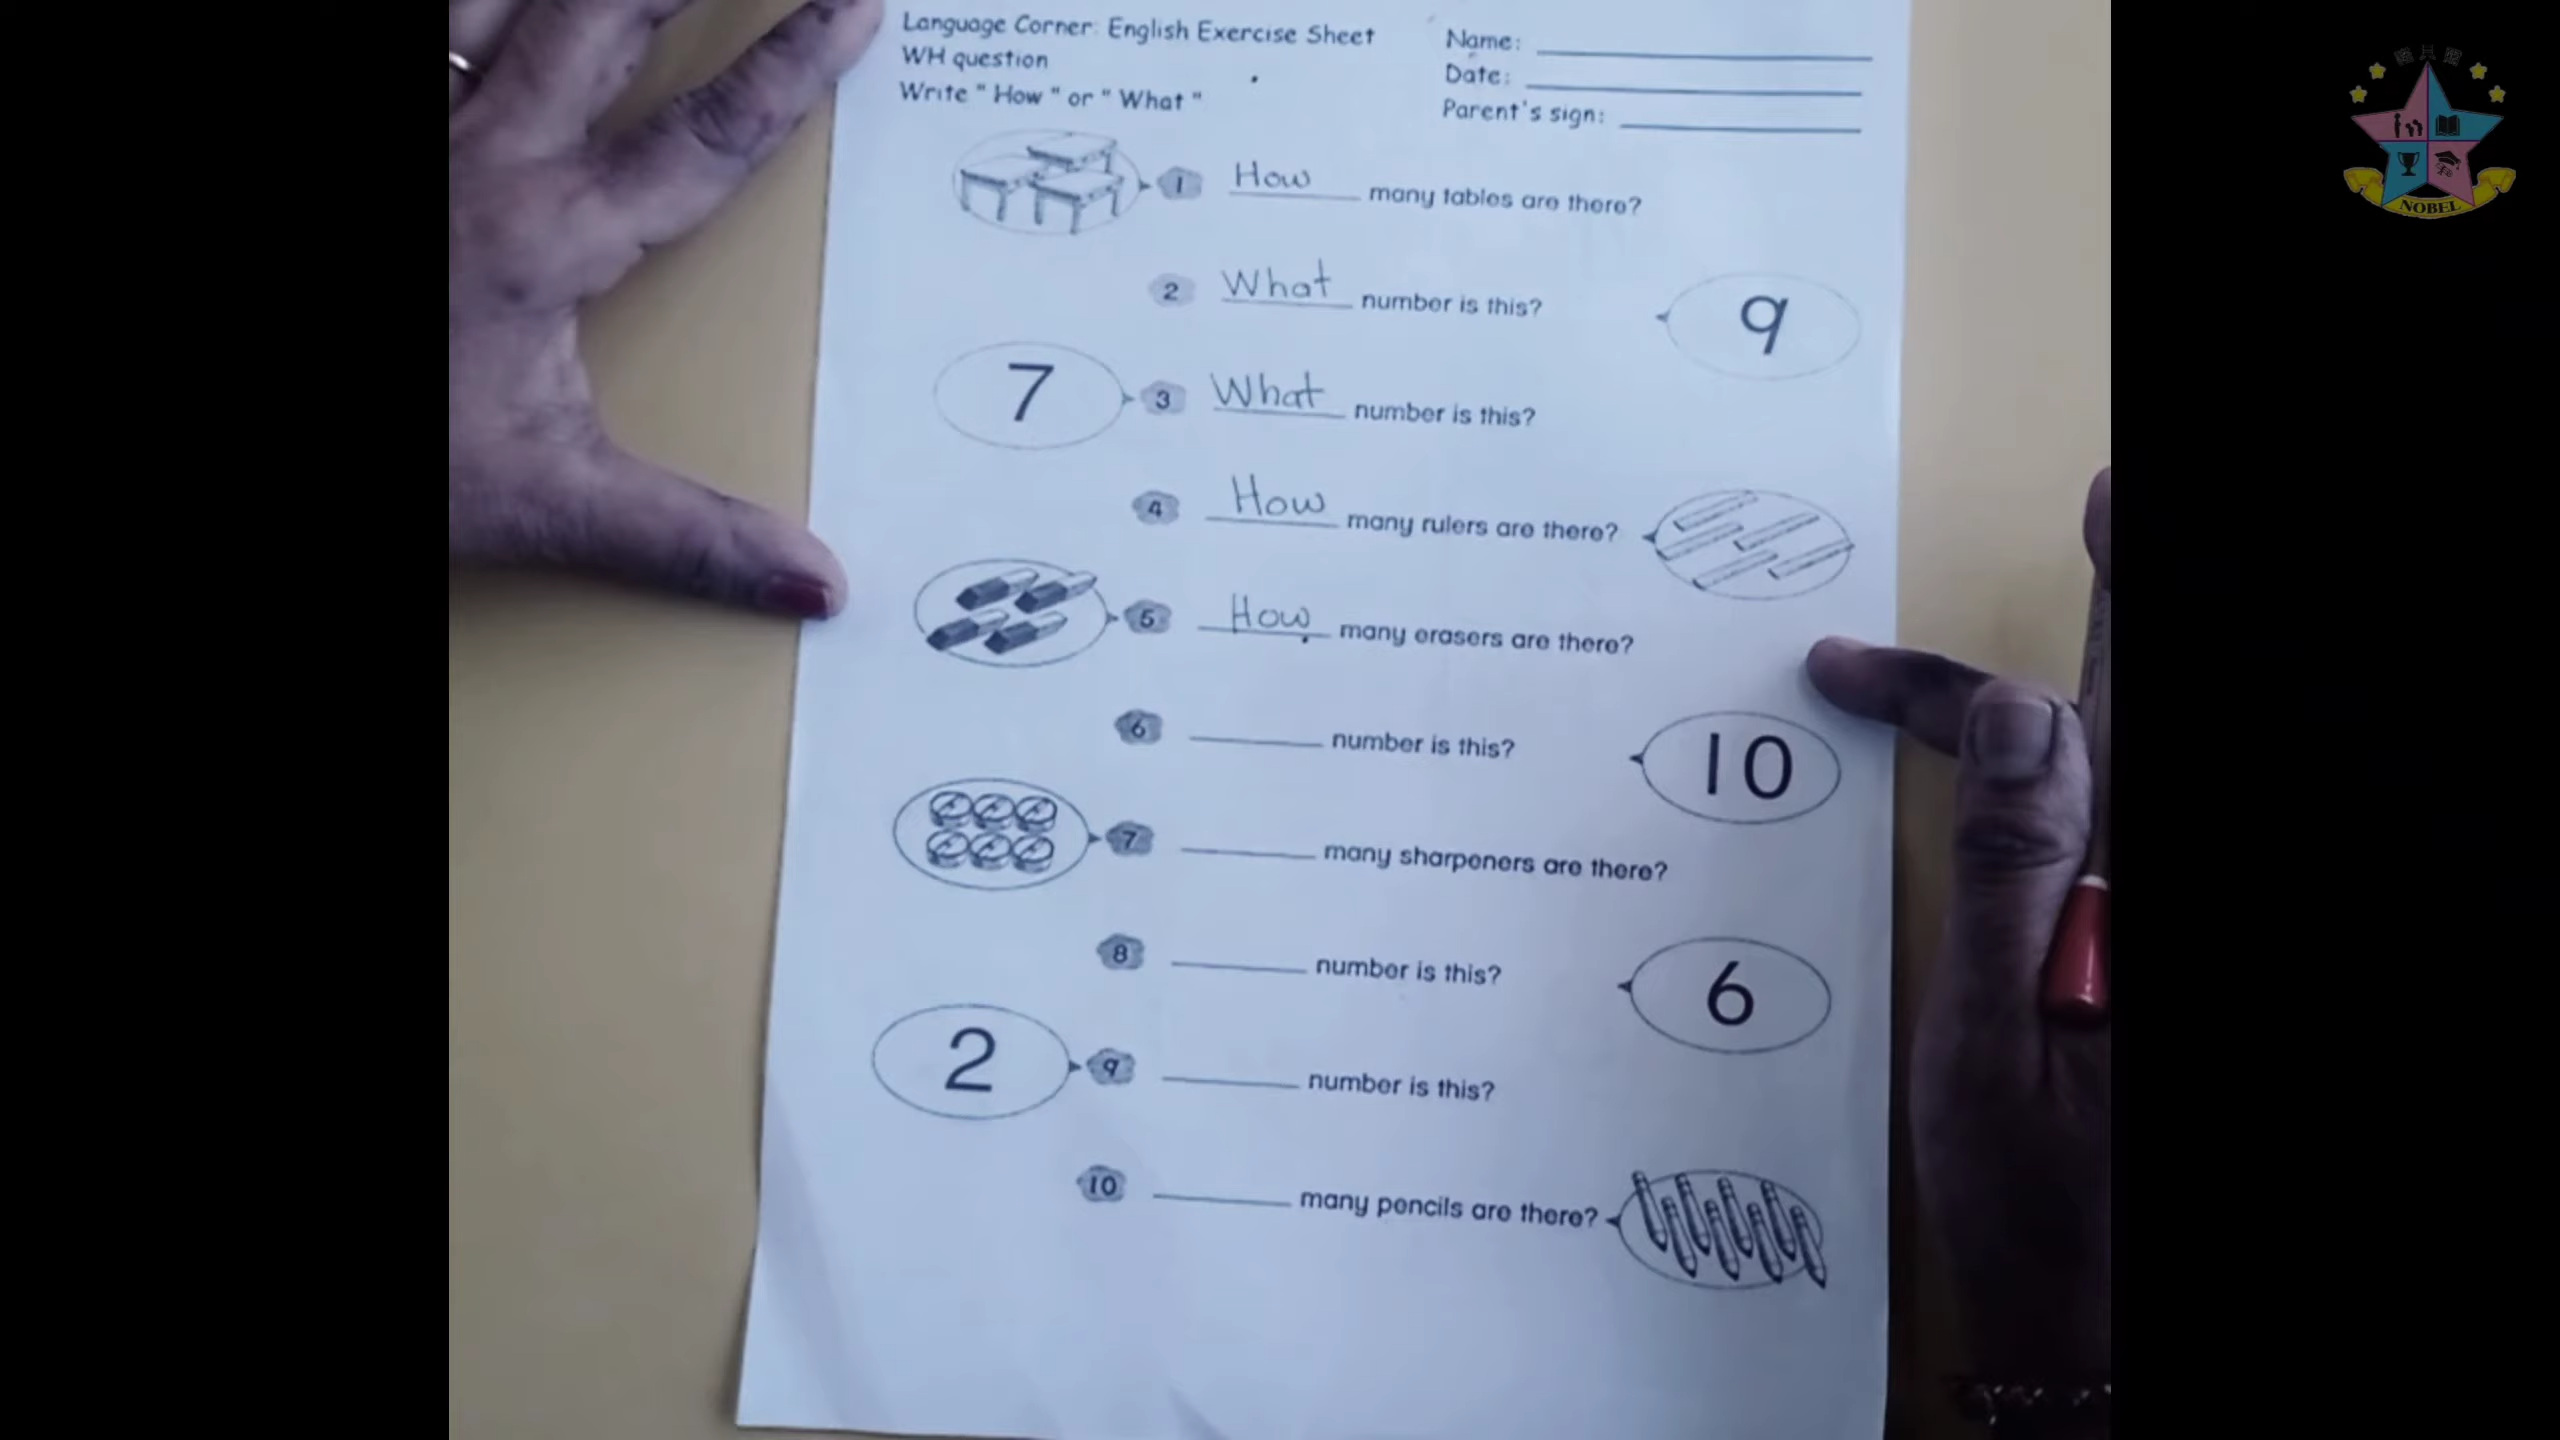 Language Corner: English Exercise Sheet
WH question
Write " How " or " What "
Name:
Date:
Parent's sign:
1 How many tables are there?
2 What number is this?
9
7
3 What number is this?
4 How many rulers are there?
5 How many erasers are there?
6 number is this?
10
7 many sharpeners are there?
8 number is this?
6
2
9 number is this?
10 many pencils are there?
NOBEL